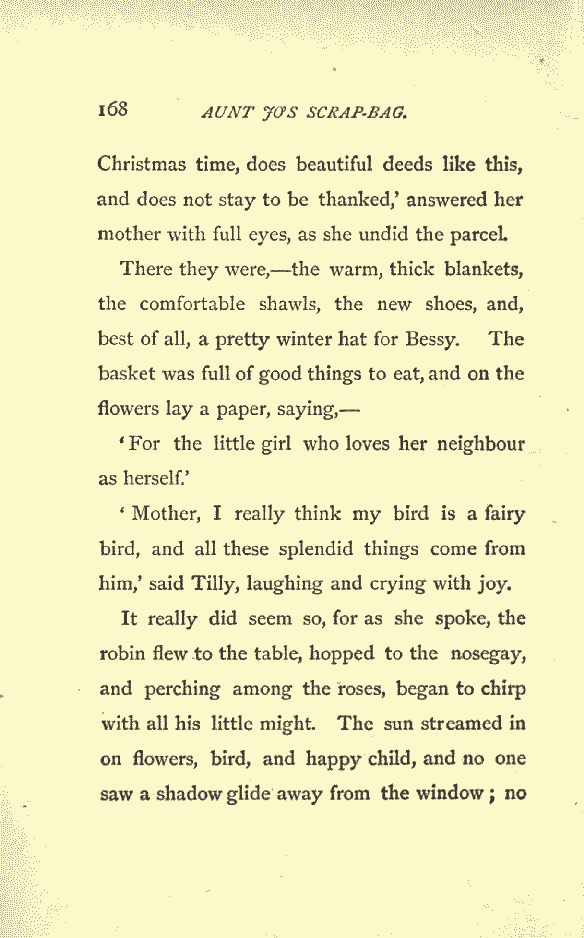 168 AUNT JO'S SCRAP-BAG.
Christmas time, does beautiful deeds like this,
and does not stay to be thanked,' answered her
mother with full eyes, as she undid the parcel.
There they were,—the warm, thick blankets,
the comfortable shawls, the new shoes, and,
best of all, a pretty winter hat for Bessy. The
basket was full of good things to eat, and on the
flowers lay a paper, saying,—
'For the little girl who loves her neighbour
as herself.'
'Mother, I really think my bird is a fairy
bird, and all these splendid things come from
him,' said Tilly, laughing and crying with joy.
It really did seem so, for as she spoke, the
robin flew to the table, hopped to the nosegay,
and perching among the roses, began to chirp
with all his little might. The sun streamed in
on flowers, bird, and happy child, and no one
saw a shadow glide away from the window; no